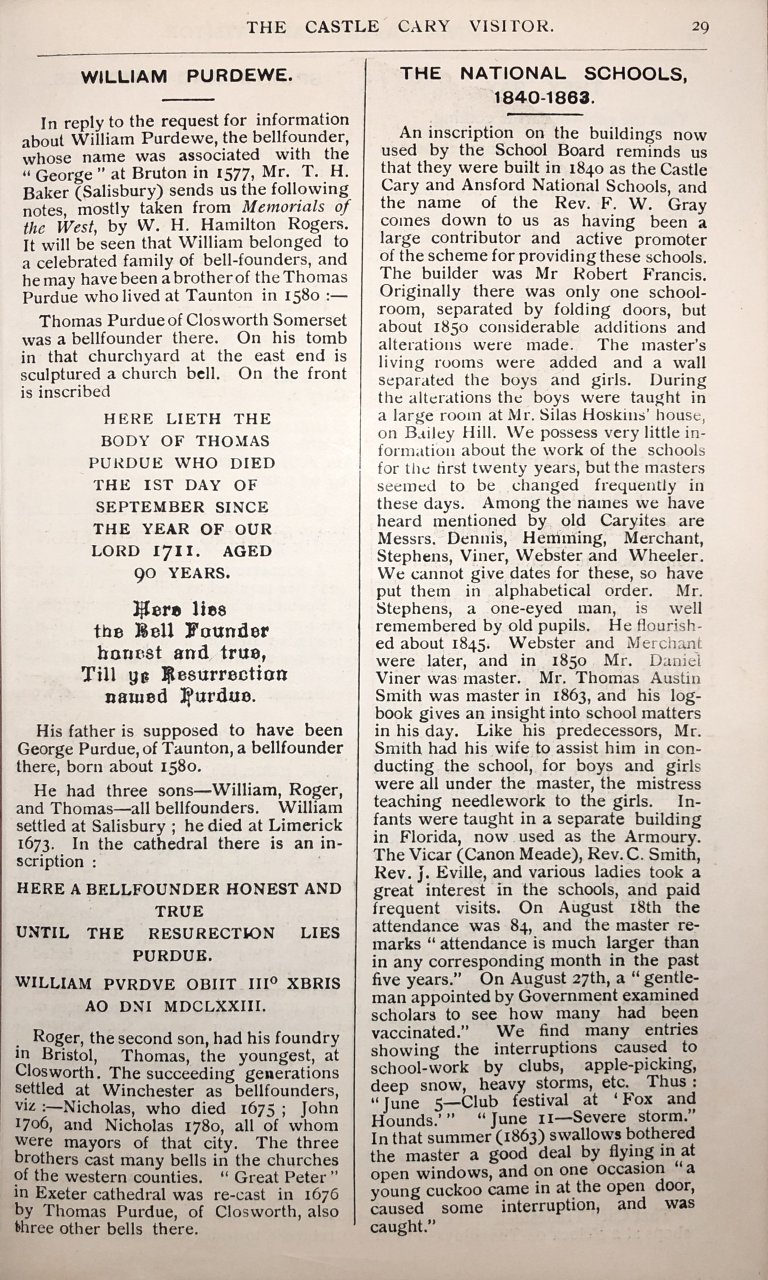 THE CASTLE CARY VISITOR.
29
WILLIAM PURDEWE.
In reply to the request for information
about William Purdewe, the bellfounder,
whose name was associated with the
“ George ” at Bruton in 1577, Mr. T. H.
Baker (Salisbury) sends us the following
notes, mostly taken from Memorials of
the West, by W. H. Hamilton Rogers.
It will be seen that William belonged to
a celebrated family of bell-founders, and
he may have been a brother of the Thomas
Purdue who lived at Taunton in 1580 :—
Thomas Purdue of Closworth Somerset
was a bellfounder there. On his tomb
in that churchyard at the east end is
sculptured a church bell. On the front
is inscribed
HERE LIETH THE
BODY OF THOMAS
PURDUE WHO DIED
THE 1ST DAY OF
SEPTEMBER SINCE
THE YEAR OF OUR
LORD 1711. AGED
90 YEARS.
Here lies
the Bell Founder
honest and true,
Till ye Resurrection
named Purdue.
His father is supposed to have been
George Purdue, of Taunton, a bellfounder
there, born about 1580.
He had three sons—William, Roger,
and Thomas—all bellfounders. William
settled at Salisbury ; he died at Limerick
1673. In the cathedral there is an in-
scription :
HERE A BELLFOUNDER HONEST AND
TRUE
UNTIL THE RESURECTION LIES
PURDUE.
WILLIAM PVRDVE OBIIT IIIº XBRIS
AO DNI MDCLXXIII.
Roger, the second son, had his foundry
in Bristol, Thomas, the youngest, at
Closworth. The succeeding generations
settled at Winchester as bellfounders,
viz :—Nicholas, who died 1675 ; John
1706, and Nicholas 1780, all of whom
were mayors of that city. The three
brothers cast many bells in the churches
of the western counties. “ Great Peter ”
in Exeter cathedral was re-cast in 1676
by Thomas Purdue, of Closworth, also
three other bells there.
THE NATIONAL SCHOOLS,
1840-1863.
An inscription on the buildings now
used by the School Board reminds us
that they were built in 1840 as the Castle
Cary and Ansford National Schools, and
the name of the Rev. F. W. Gray
comes down to us as having been a
large contributor and active promoter
of the scheme for providing these schools.
The builder was Mr Robert Francis.
Originally there was only one school-
room, separated by folding doors, but
about 1850 considerable additions and
alterations were made. The master’s
living rooms were added and a wall
separated the boys and girls. During
the alterations the boys were taught in
a large room at Mr. Silas Hoskins’ house,
on Bailey Hill. We possess very little in-
formation about the work of the schools
for the first twenty years, but the masters
seemed to be changed frequently in
these days. Among the names we have
heard mentioned by old Caryites are
Messrs. Dennis, Hemming, Merchant,
Stephens, Viner, Webster and Wheeler.
We cannot give dates for these, so have
put them in alphabetical order. Mr.
Stephens, a one-eyed man, is well
remembered by old pupils. He flourish-
ed about 1845. Webster and Merchant
were later, and in 1850 Mr. Daniel
Viner was master. Mr. Thomas Austin
Smith was master in 1863, and his log-
book gives an insight into school matters
in his day. Like his predecessors, Mr.
Smith had his wife to assist him in con-
ducting the school, for boys and girls
were all under the master, the mistress
teaching needlework to the girls. In-
fants were taught in a separate building
in Florida, now used as the Armoury.
The Vicar (Canon Meade), Rev. C. Smith,
Rev. J. Eville, and various ladies took a
great interest in the schools, and paid
frequent visits. On August 18th the
attendance was 84, and the master re-
marks “ attendance is much larger than
in any corresponding month in the past
five years.” On August 27th, a “ gentle-
man appointed by Government examined
scholars to see how many had been
vaccinated.” We find many entries
showing the interruptions caused to
school-work by clubs, apple-picking,
deep snow, heavy storms, etc. Thus :
“ June 5—Club festival at ‘ Fox and
Hounds.’ ” “ June 11—Severe storm.”
In that summer (1863) swallows bothered
the master a good deal by flying in at
open windows, and on one occasion “ a
young cuckoo came in at the open door,
caused some interruption, and was
caught.”